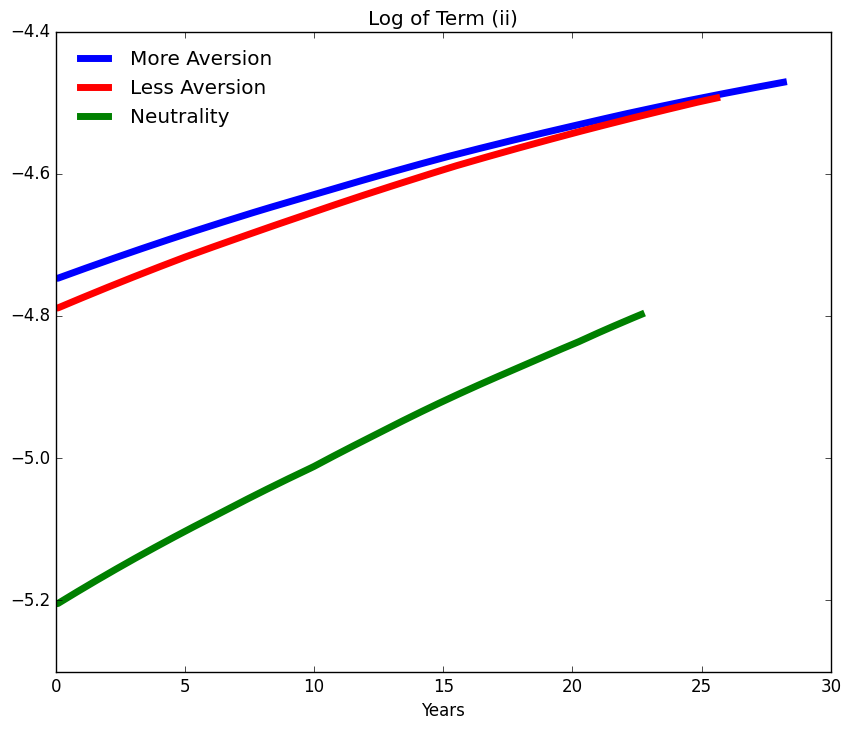 Log of Term (ii)
−4.4
More Aversion
Less Aversion
Neutrality
−4.6
−4.8
−5.0
−5.2
0 5 10 15 20 25 30
Years